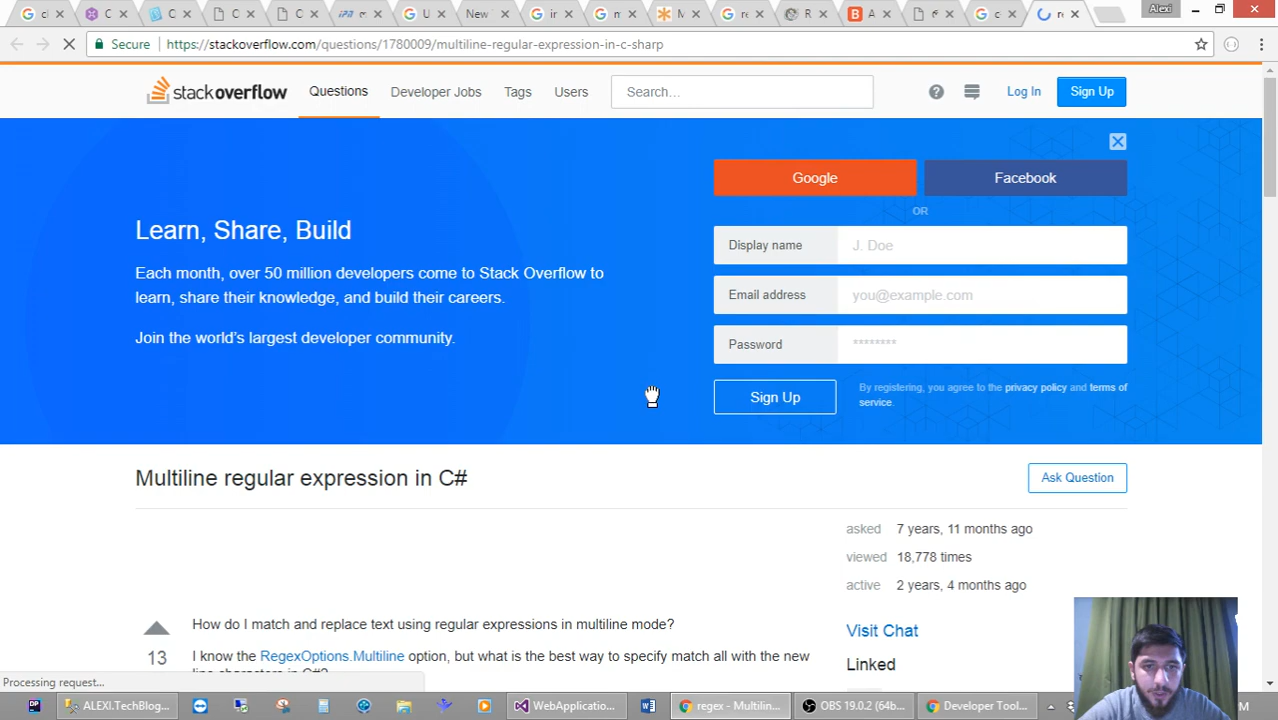 Alexi
Secure https://stackoverflow.com/questions/1780009/multiline-regular-expression-in-c-sharp
stackoverflow Questions Developer Jobs Tags Users Search... Log In Sign Up
Google Facebook
OR
Learn, Share, Build
Display name J. Doe
Each month, over 50 million developers come to Stack Overflow to
learn, share their knowledge, and build their careers.
Email address you@example.com
Join the world's largest developer community.
Password ********
Sign Up
By registering, you agree to the privacy policy and terms of
service.
Multiline regular expression in C#
Ask Question
asked 7 years, 11 months ago
viewed 18,778 times
active 2 years, 4 months ago
Visit Chat
Linked
How do I match and replace text using regular expressions in multiline mode?
13
I know the RegexOptions.Multiline option, but what is the best way to specify match all with the new
line characters in C#?
Processing request...
ALEXI.TechBlog... WebApplicatio... regex - Multilin... OBS 19.0.2 (64b... Developer Tool...